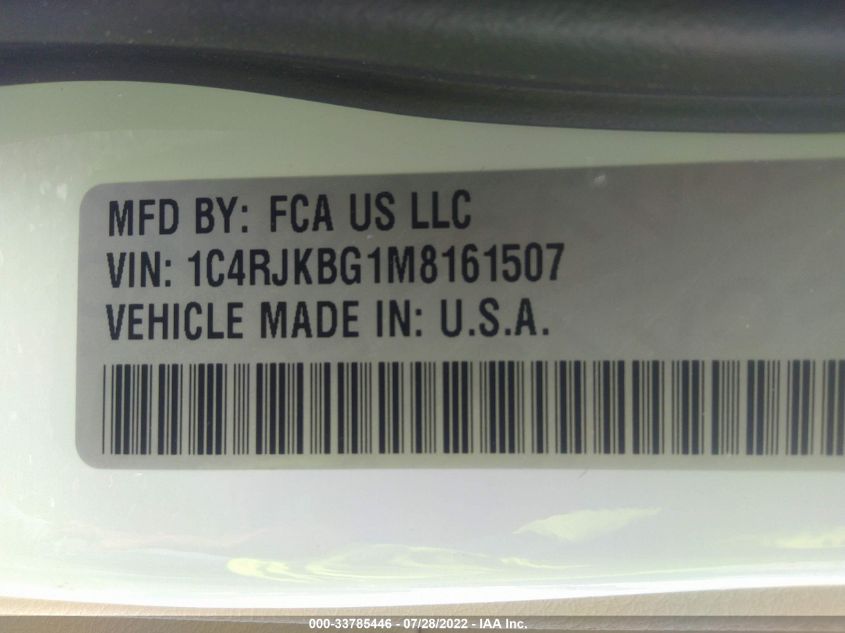 MFD BY: FCA US LLC
VIN: 1C4RJKBG1M8161507
VEHICLE MADE IN: U.S.A.
000-33785446 - 07/28/2022 - IAA Inc.